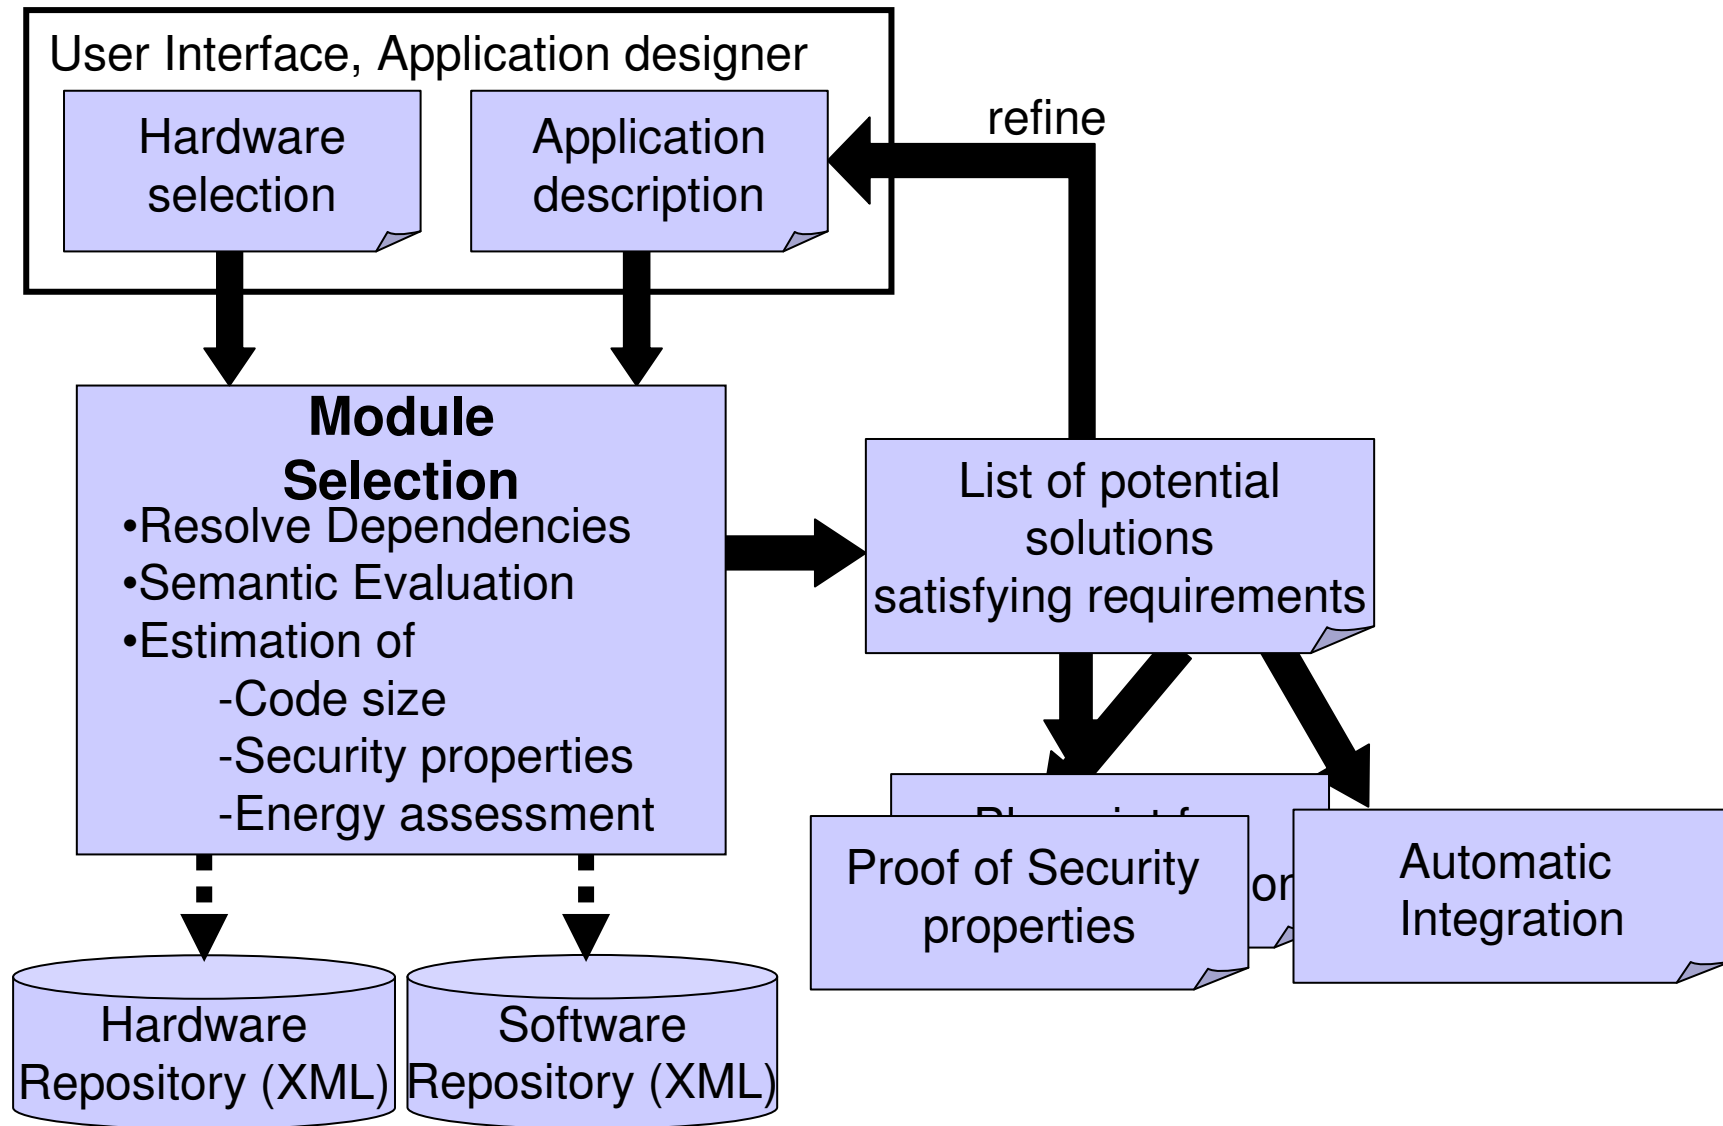 User Interface, Application designer
Hardware
selection
Application
description
refine
Module
Selection
•Resolve Dependencies
•Semantic Evaluation
•Estimation of
-Code size
-Security properties
-Energy assessment
List of potential
solutions
satisfying requirements
Proof of Security
properties
Automatic
Integration
Hardware
Repository (XML)
Software
Repository (XML)